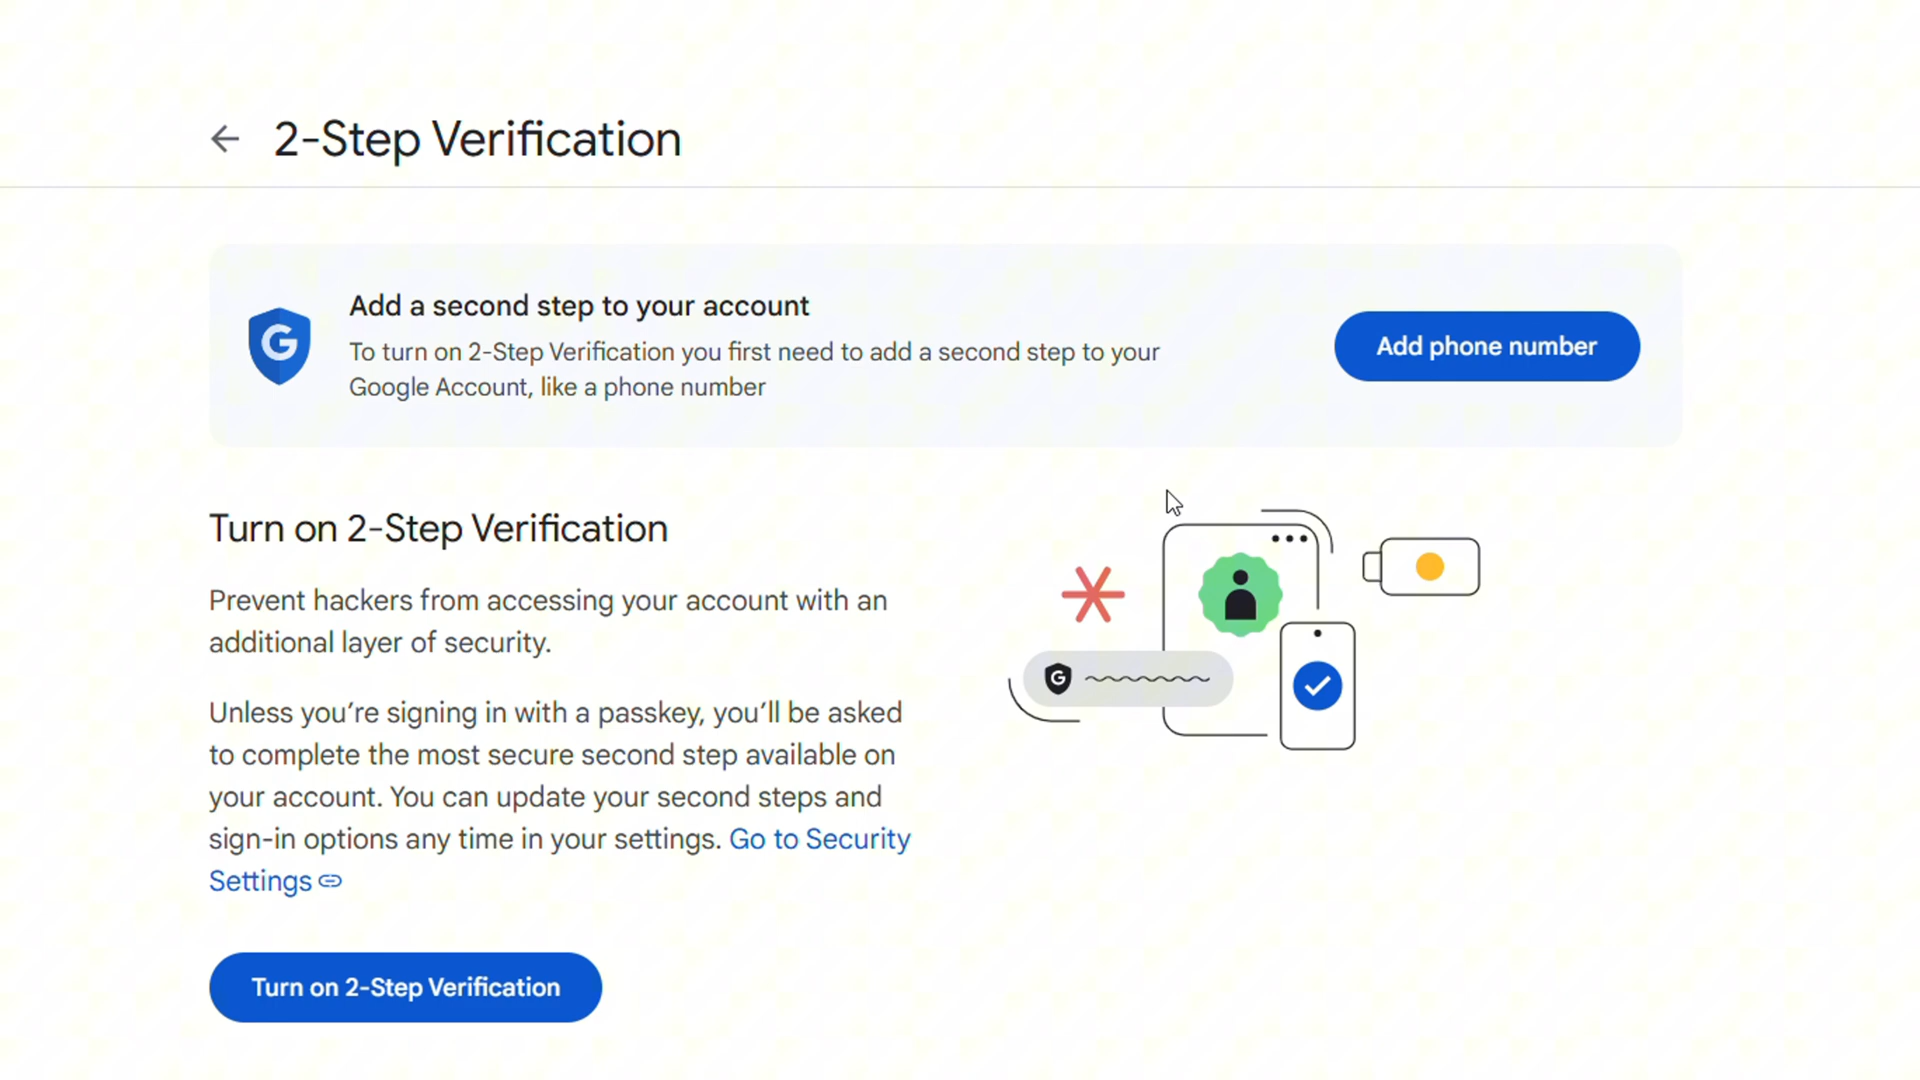 2-Step Verification
Add a second step to your account
To turn on 2-Step Verification you first need to add a second step to your
Google Account, like a phone number
Add phone number
Turn on 2-Step Verification
Prevent hackers from accessing your account with an
additional layer of security.
Unless you’re signing in with a passkey, you’ll be asked
to complete the most secure second step available on
your account. You can update your second steps and
sign-in options any time in your settings. Go to Security
Settings
Turn on 2-Step Verification